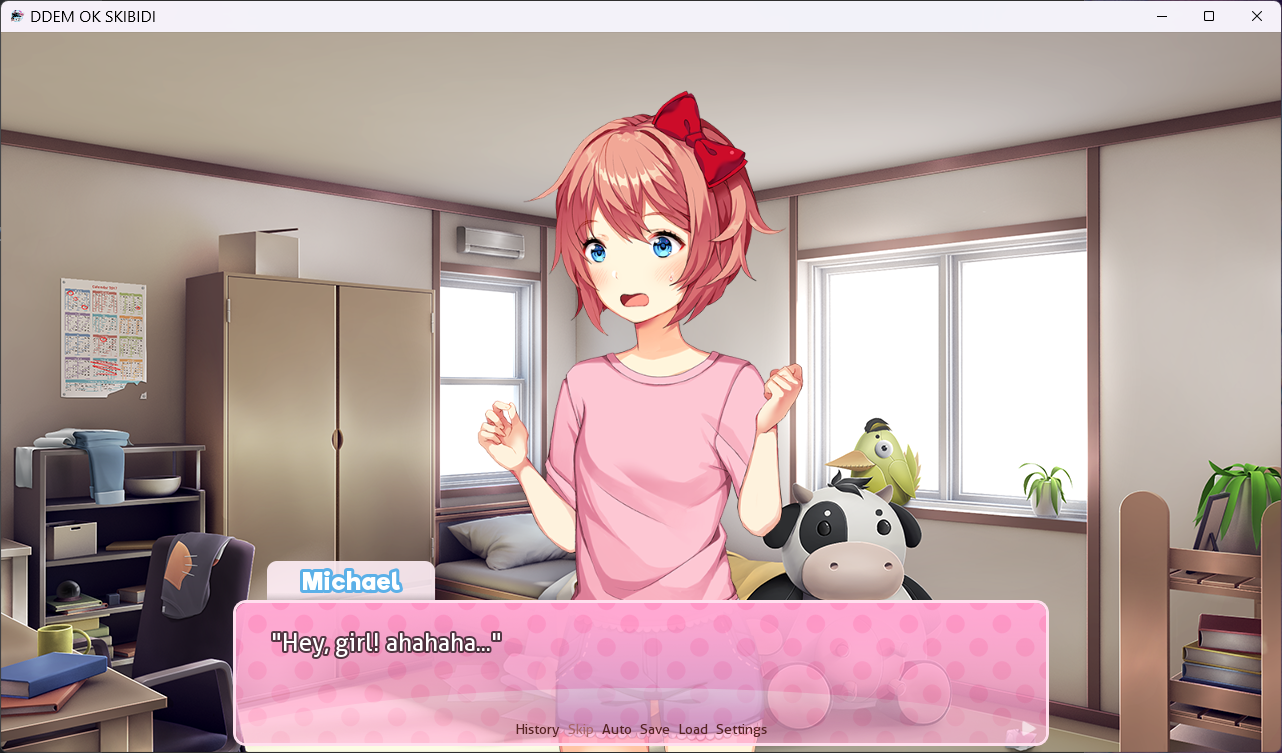 DDEM OK SKIBIDI
Michael
"Hey, girl! ahahaha..."
History Skip Auto Save Load Settings